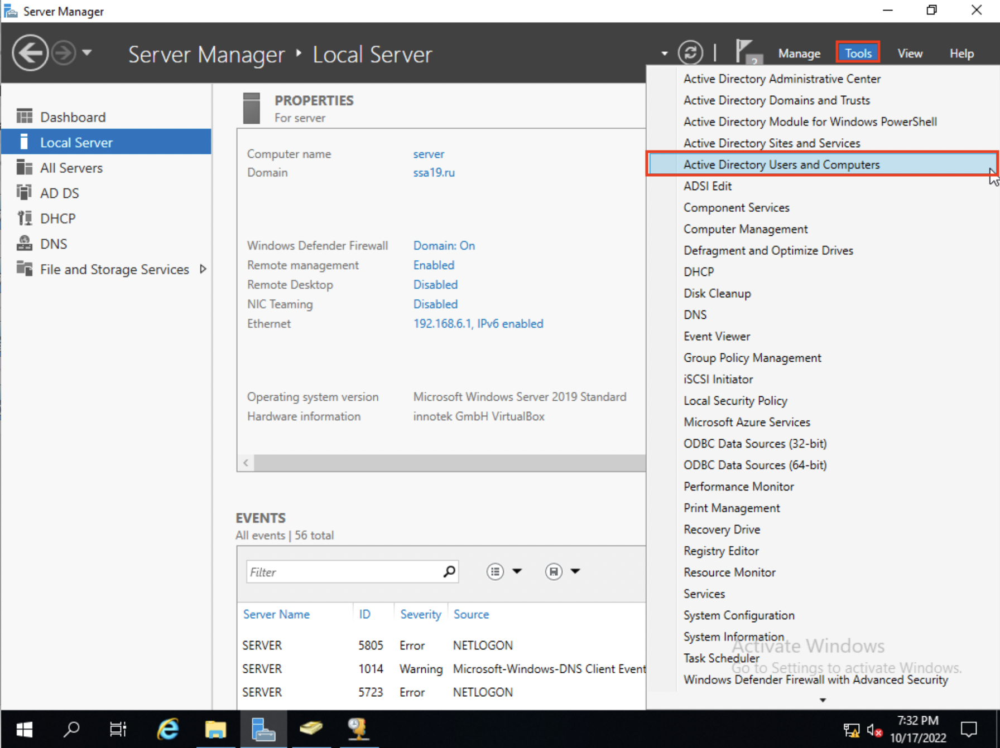 Server Manager
Server Manager ‣ Local Server
Manage Tools View Help
Dashboard
Local Server
All Servers
AD DS
DHCP
DNS
File and Storage Services
PROPERTIES
For server
Computer name server
Domain ssa19.ru
Windows Defender Firewall Domain: On
Remote management Enabled
Remote Desktop Disabled
NIC Teaming Disabled
Ethernet 192.168.6.1, IPv6 enabled
Operating system version Microsoft Windows Server 2019 Standard
Hardware information innotek GmbH VirtualBox
EVENTS
All events | 56 total
Filter
Server Name ID Severity Source
SERVER 5805 Error NETLOGON
SERVER 1014 Warning Microsoft-Windows-DNS Client Event
SERVER 5723 Error NETLOGON
Active Directory Administrative Center
Active Directory Domains and Trusts
Active Directory Module for Windows PowerShell
Active Directory Sites and Services
Active Directory Users and Computers
ADSI Edit
Component Services
Computer Management
Defragment and Optimize Drives
DHCP
Disk Cleanup
DNS
Event Viewer
Group Policy Management
iSCSI Initiator
Local Security Policy
Microsoft Azure Services
ODBC Data Sources (32-bit)
ODBC Data Sources (64-bit)
Performance Monitor
Print Management
Recovery Drive
Registry Editor
Resource Monitor
Services
System Configuration
System Information
Task Scheduler
Windows Defender Firewall with Advanced Security
Activate Windows
Go to Settings to activate Windows.
7:32 PM
10/17/2022